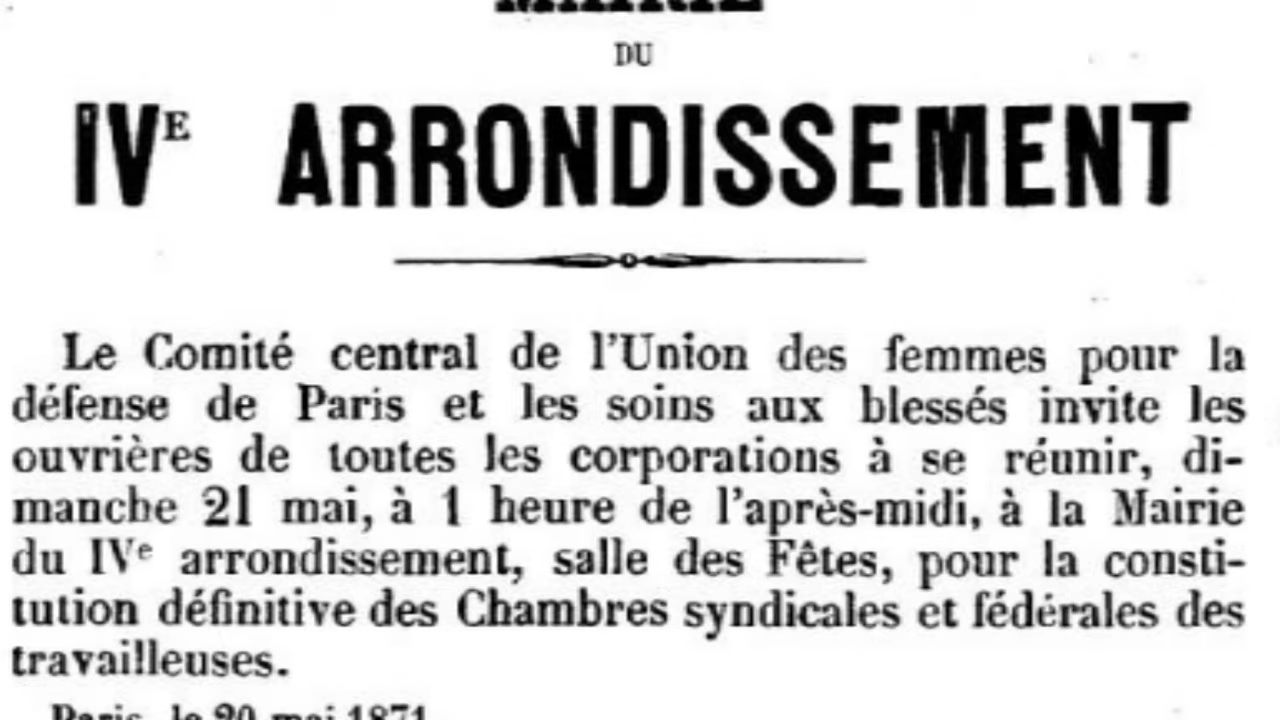 MAIRIE
DU
IVE ARRONDISSEMENT
Le Comité central de l'Union des femmes pour la
défense de Paris et les soins aux blessés invite les
ouvrières de toutes les corporations à se réunir, di-
manche 21 mai, à 1 heure de l'après-midi, à la Mairie
du IVe arrondissement, salle des Fêtes, pour la consti-
tution définitive des Chambres syndicales et fédérales des
travailleuses.
Paris, le 20 mai 1871.